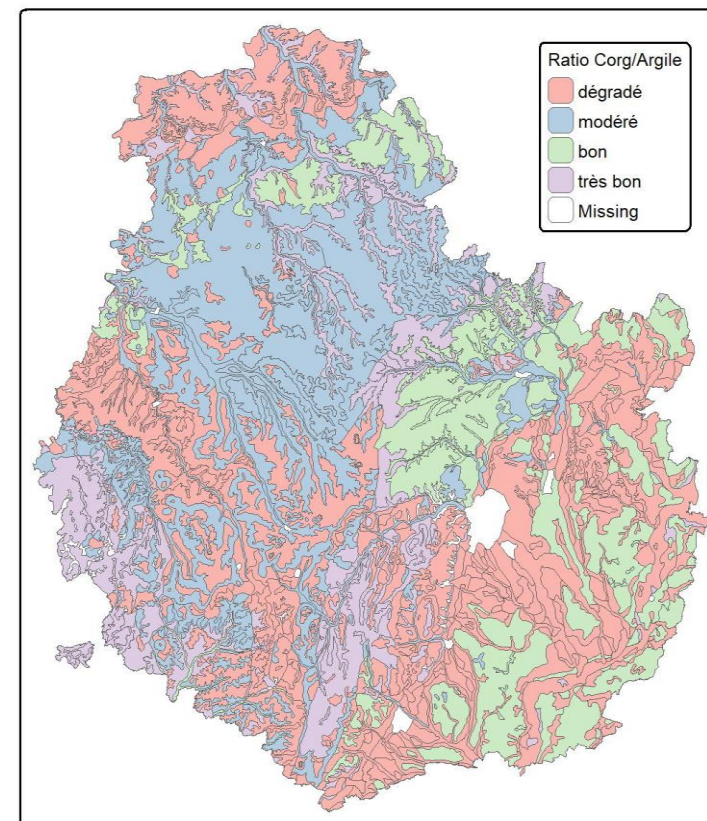 Ratio Corg/Argile
dégradé
modéré
bon
très bon
Missing